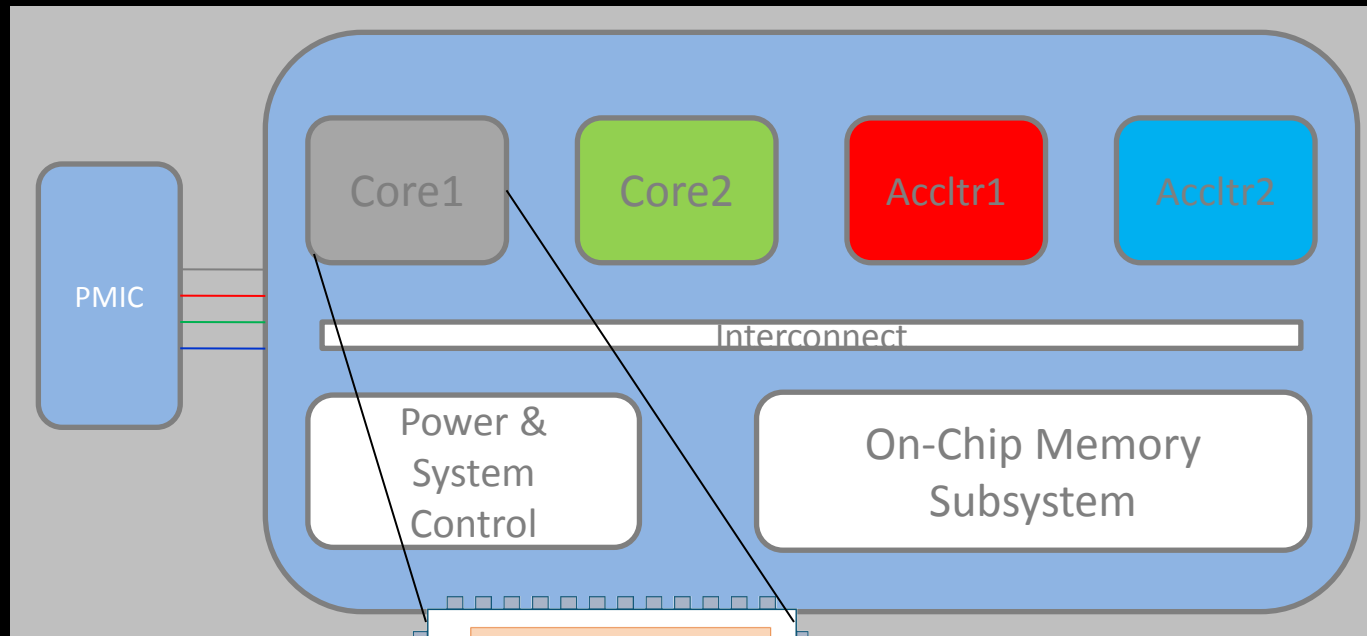 Core1
Core2
Accltr1
Accltr2
PMIC
Interconnect
Power &
System
Control
On-Chip Memory
Subsystem